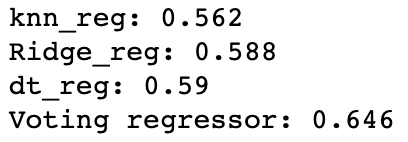 knn_reg: 0.562
Ridge_reg: 0.588
dt_reg: 0.59
Voting regressor: 0.646